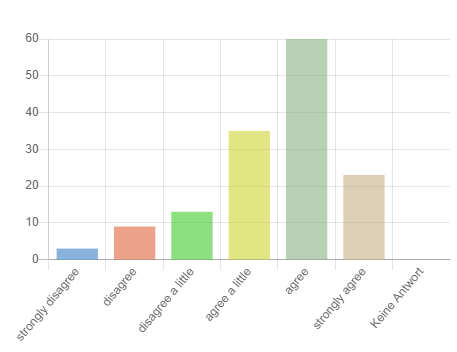 60
50
40
30
20
10
0
strongly disagree
disagree
disagree a little
agree a little
agree
strongly agree
Keine Antwort